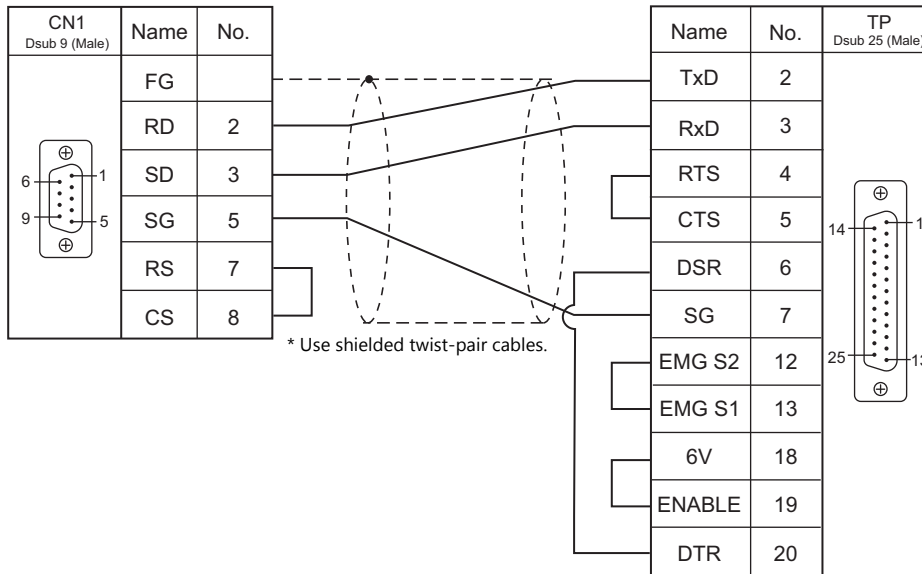 CN1
Dsub 9 (Male)
Name
No.
FG
RD
2
SD
3
SG
5
RS
7
CS
8
6
1
9
5
* Use shielded twist-pair cables.
Name
No.
TP
Dsub 25 (Male)
TxD
2
RxD
3
RTS
4
CTS
5
DSR
6
SG
7
EMG S2
12
EMG S1
13
6V
18
ENABLE
19
DTR
20
14
1
25
13